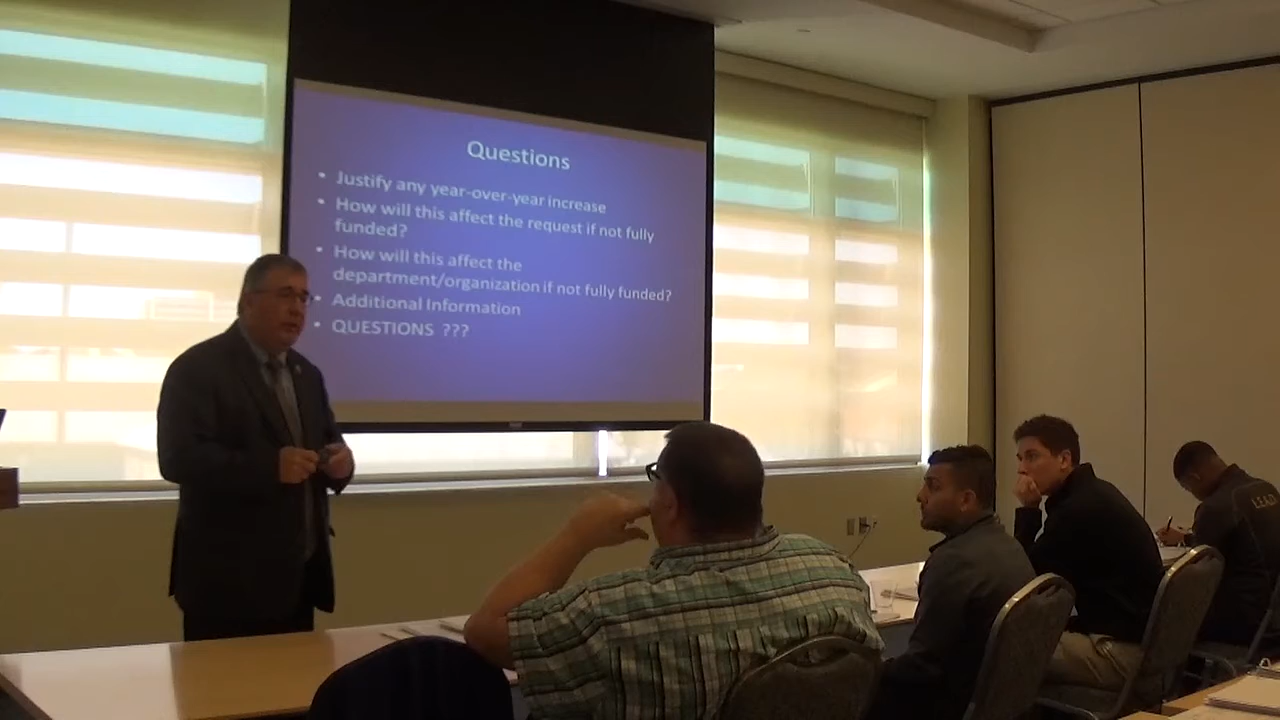 Questions
• Justify any year-over-year increase
• How will this affect the request if not fully
funded?
• How will this affect the
department/organization if not fully funded?
• Additional Information
• QUESTIONS ???
LEAD